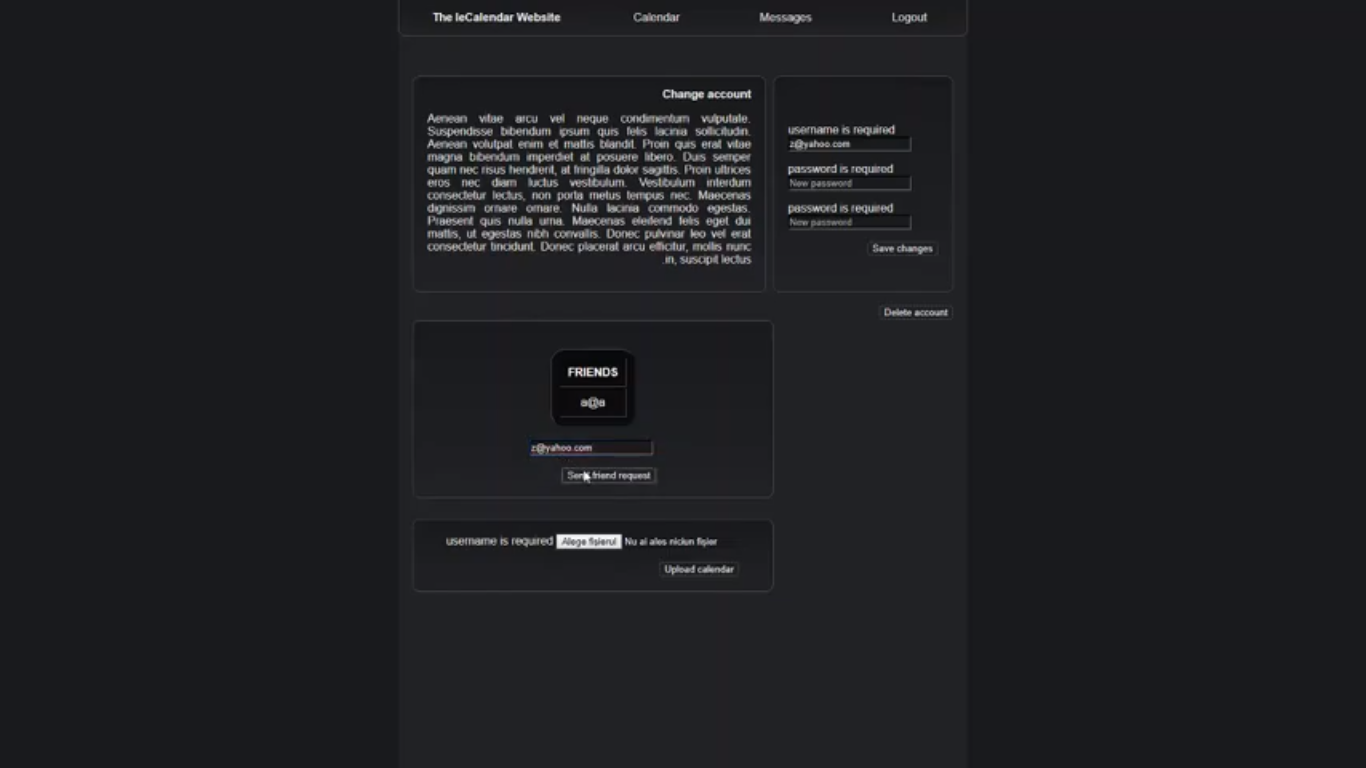 The IeCalendar Website Calendar Messages Logout
Change account
Aenean vitae arcu vel neque condimentum vulputate.
Suspendisse bibendum ipsum quis felis lacinia sollicitudin.
Aenean volutpat enim et mattis blandit. Proin quis erat vitae
magna bibendum imperdiet at posuere libero. Duis semper
quam nec risus hendrerit, at fringilla dolor sagittis. Proin ultrices
eros nec diam luctus vestibulum. Vestibulum interdum
consectetur lectus, non porta metus tempus nec. Maecenas
dignissim ornare ornare. Nulla lacinia commodo egestas.
Praesent quis nulla urna. Maecenas eleifend felis eget dui
mattis, ut egestas nibh convallis. Donec pulvinar leo vel erat
consectetur tincidunt. Donec placerat arcu efficitur, mollis nunc
.in, suscipit lectus
username is required
z@yahoo.com
password is required
New password
password is required
New password
Save changes
Delete account
FRIENDS
a@a
z@yahoo.com
Send friend request
username is required Alege fisierul Nu ai ales niciun fișier
Upload calendar